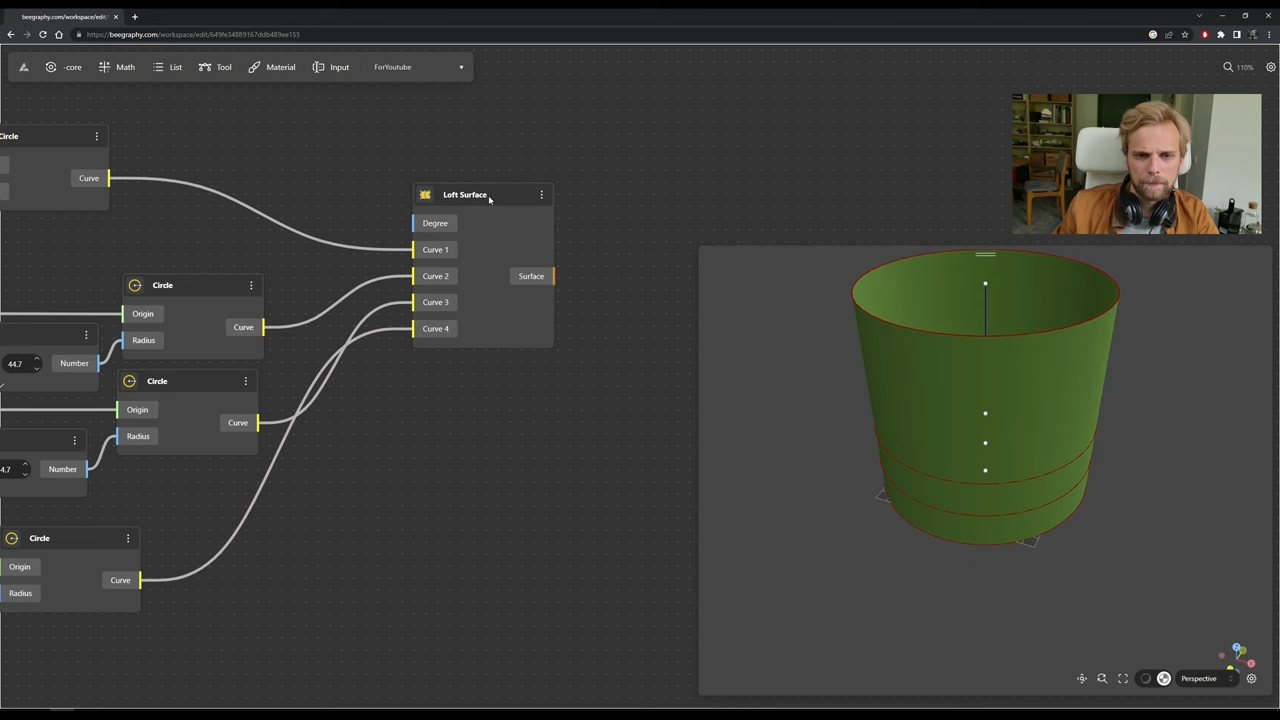 beegraphy.com/workspace/edit/
https://beegraphy.com/workspace/edit/649fe34889167ddb489ee155
-core Math List Tool Material Input ForYoutube
110%
Circle
Curve
Loft Surface
Degree
Curve 1
Curve 2
Surface
Curve 3
Curve 4
Circle
Origin
Curve
Radius
44.7
Number
Circle
Origin
Curve
Radius
4.7
Number
Circle
Origin
Curve
Radius
Perspective